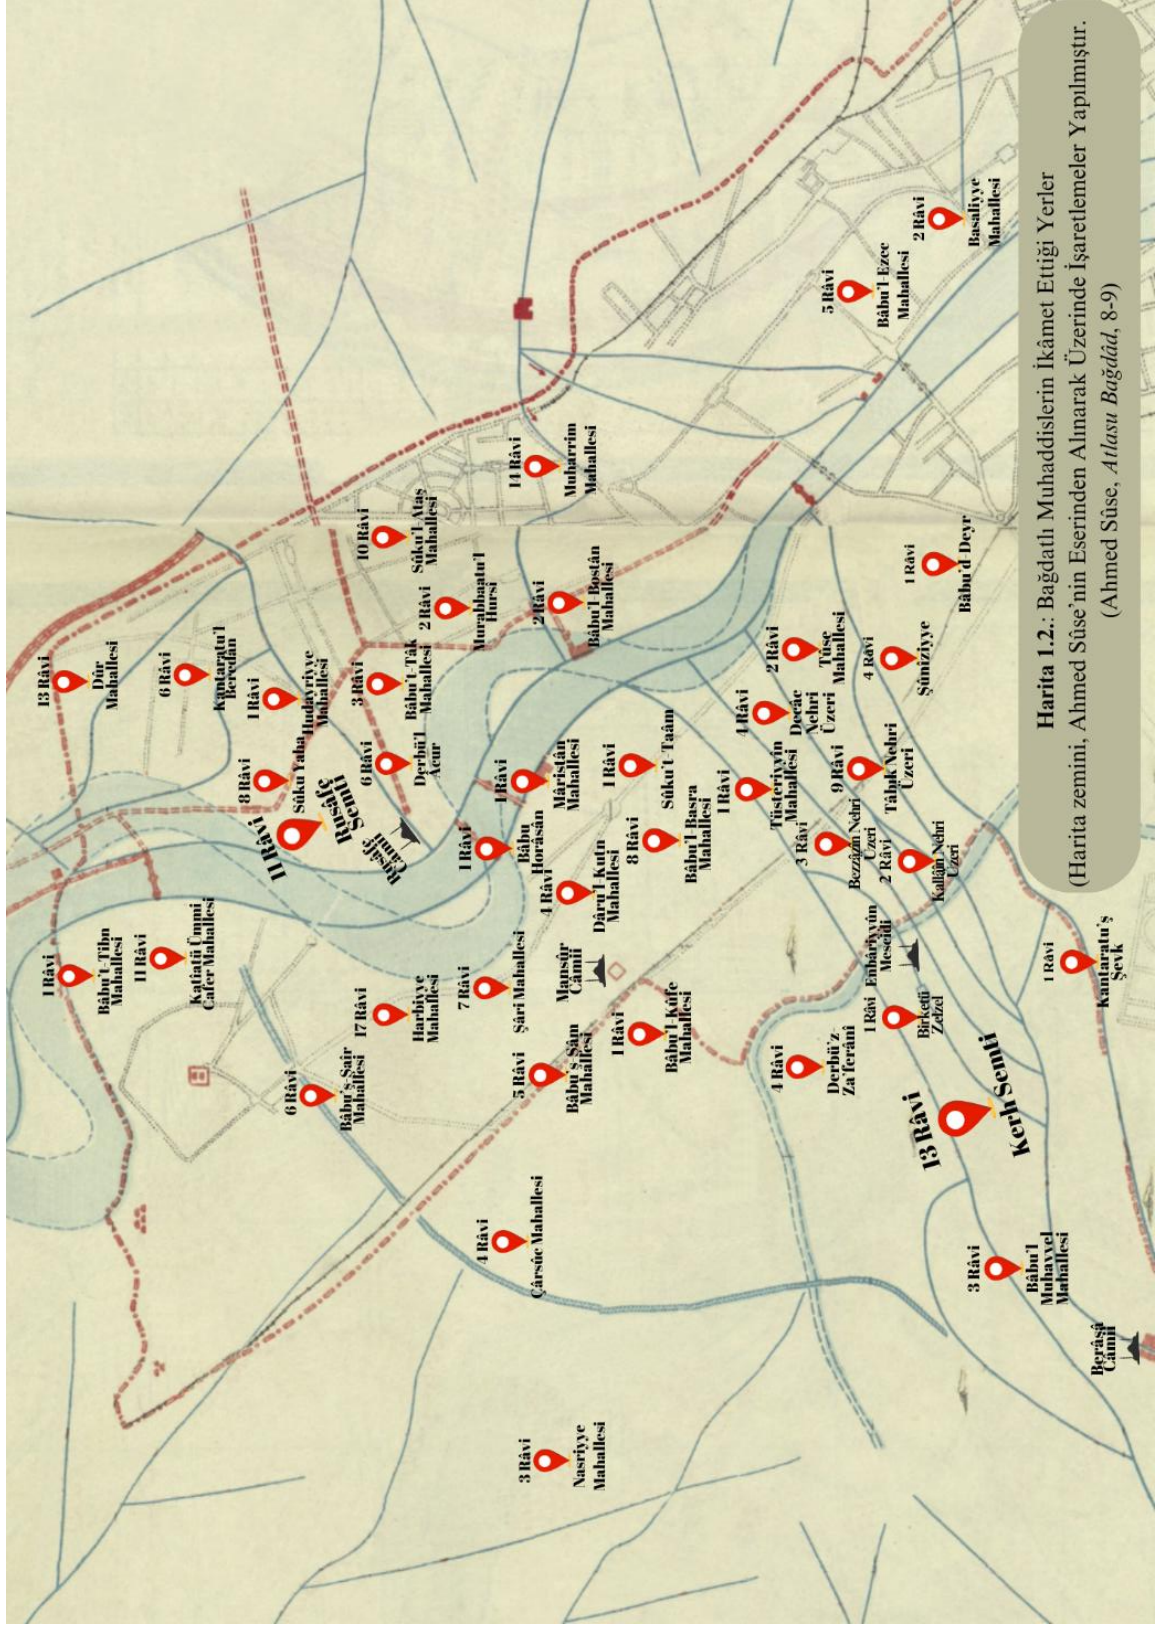 13 Râvi
Dûr
Mahallesi
6 Râvi
Kantaratu'l
Beredân
1 Râvi
Hudayriyye
Mahallesi
8 Râvi
Sûku Yaha
11 Râvi
Rusâfe
Semti
Rusâfe
Camii
3 Râvi
Bâbu't-Tâk
Mahallesi
6 Râvi
Derbü'l
Âcur
10 Râvi
Sûku'l-Ataş
Mahallesi
2 Râvi
Murabbaatu'l
Hursî
14 Râvi
Muharrim
Mahallesi
2 Râvi
Bâbu'l-Bostân
Mahallesi
5 Râvi
Bâbu'l-Ezec
Mahallesi
2 Râvi
Basaliyye
Mahallesi
1 Râvi
Bâbu't-Tibn
Mahallesi
11 Râvi
Katîatü Ümmi
Cafer Mahallesi
17 Râvi
Harbiyye
Mahallesi
6 Râvi
Bâbu'ş-Şaîr
Mahallesi
7 Râvi
Şâri Mahallesi
1 Râvi
Bâbu
Horâsân
1 Râvi
Mâristân
Mahallesi
4 Râvi
Dâru'l-Kutn
Mahallesi
Mansûr
Câmii
5 Râvi
Bâbu'ş-Şâm
Mahallesi
1 Râvi
Sûku't-Taâm
8 Râvi
Bâbu'l-Basra
Mahallesi
1 Râvi
Bâbu'l-Kûfe
Mahallesi
4 Râvi
Çârsûc Mahallesi
3 Râvi
Nasriyye
Mahallesi
2 Râvi
Tûse
Mahallesi
4 Râvi
Decâc
Nehri
Üzeri
1 Râvi
Tüsteriyyîn
Mahallesi
4 Râvi
Şûniziyye
9 Râvi
Tâbık Nehri
Üzeri
3 Râvi
Bezzâzîn Nehri
Üzeri
2 Râvi
Kallâîn Nehri
Üzeri
1 Râvi
Bâbu'd-Deyr
Enbâriyyûn
Mescidi
1 Râvi
Birketü
Zelzel
4 Râvi
Derbü'z
Za'ferânî
13 Râvi
Kerh Semti
1 Râvi
Kantaratu'ş
Şevk
3 Râvi
Bâbu'l
Muhavvel
Mahallesi
Berâsâ
Câmii
Harita 1.2.: Bağdatlı Muhaddislerin İkâmet Ettiği Yerler
(Harita zemini, Ahmed Sûse'nin Eserinden Alınarak Üzerinde İşaretlemeler Yapılmıştır.
(Ahmed Sûse, Atlasu Bağdâd, 8-9)